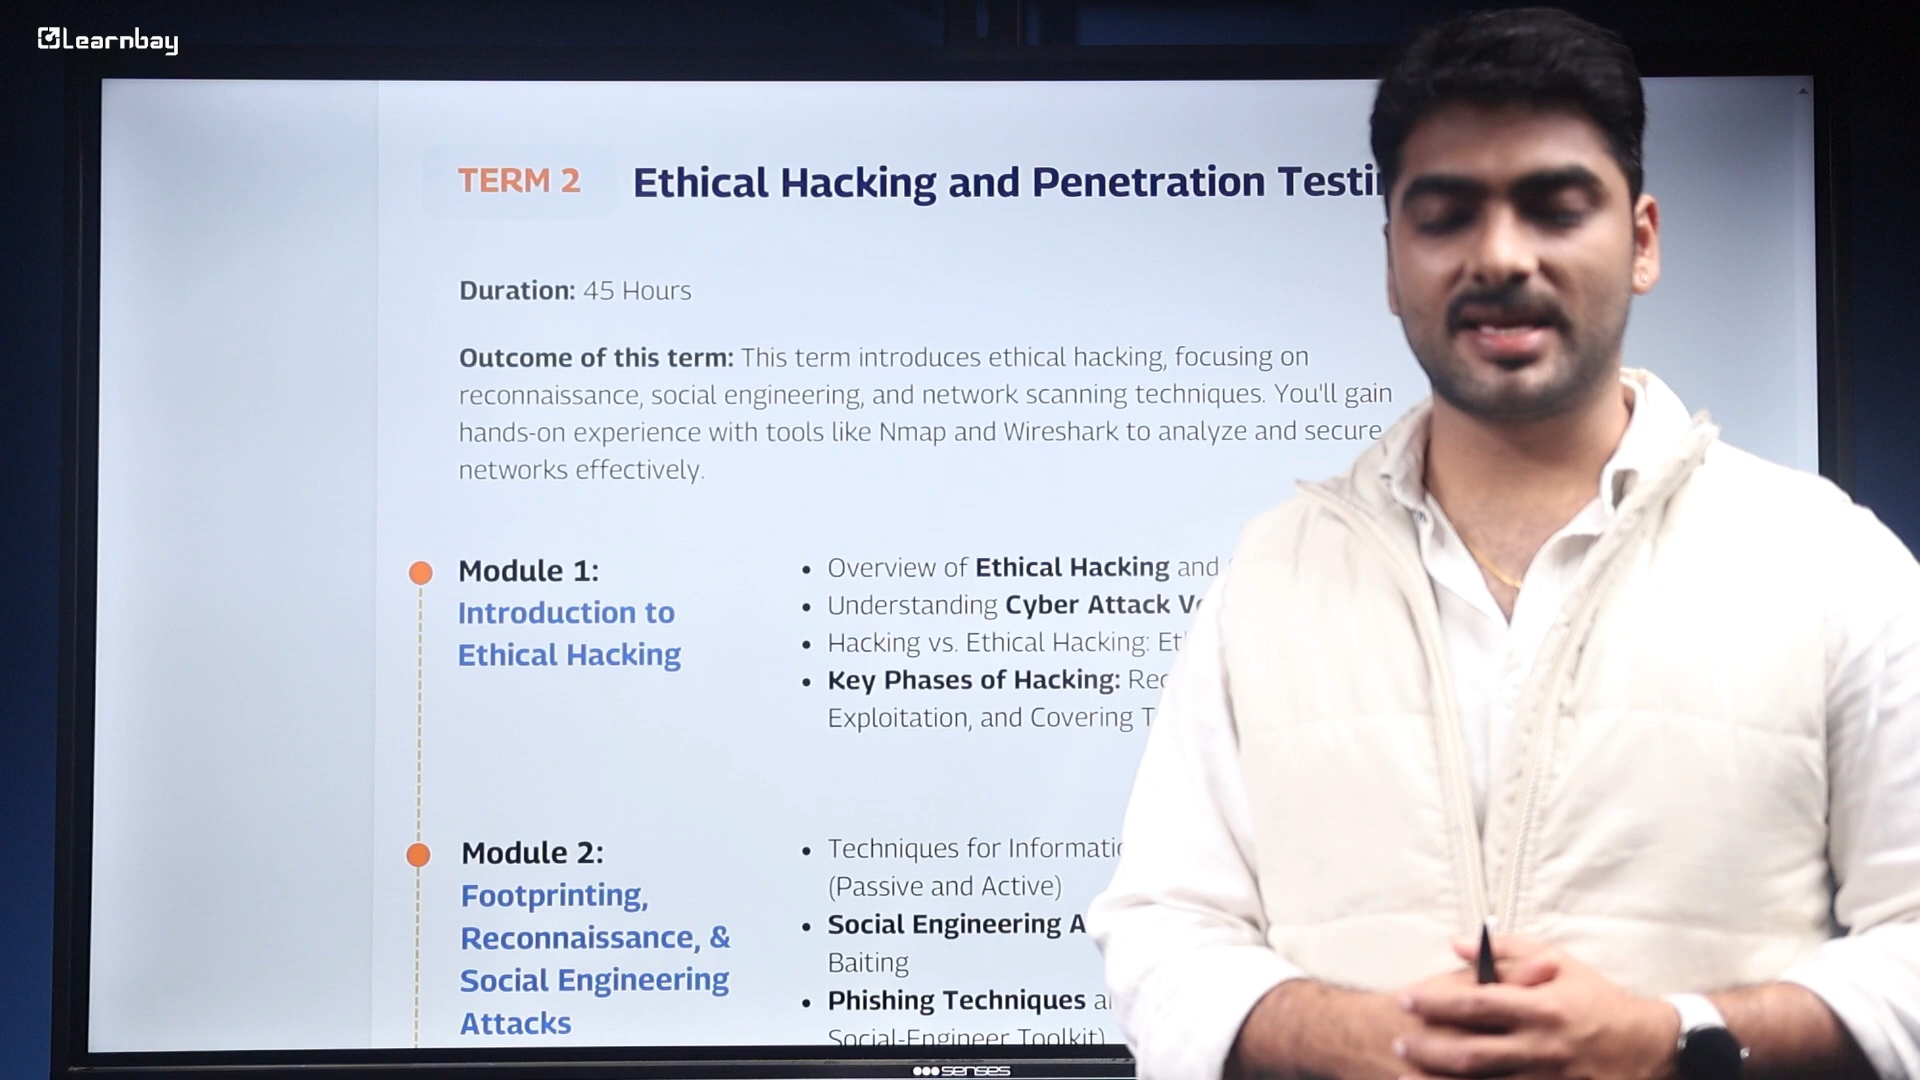 Learnbay
TERM 2
Ethical Hacking and Penetration
Duration: 45 Hours
Outcome of this term: This term introduces ethical hacking, focusing on
reconnaissance, social engineering, and network scanning techniques. You'll gain
hands-on experience with tools like Nmap and Wireshark to analyze and secure
networks effectively.
Module 1:
Introduction to
Ethical Hacking
• Overview of Ethical Hacking and
• Understanding Cyber Attack
• Hacking vs. Ethical Hacking:
• Key Phases of Hacking:
Exploitation, and Covering
Module 2:
Footprinting,
Reconnaissance, &
Social Engineering
Attacks
• Techniques for
(Passive and Active)
• Social Engineering
Baiting
• Phishing Techniques
Social-Engineer Toolkit)
senses